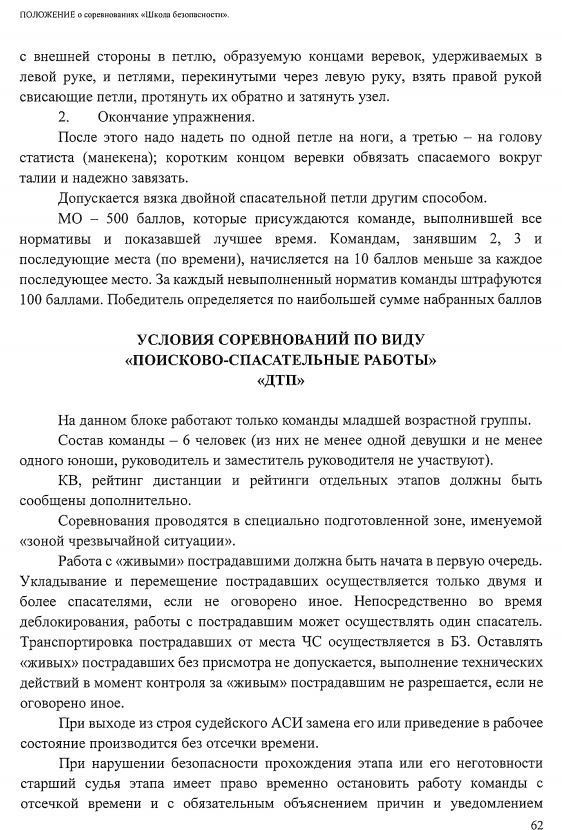 ПОЛОЖЕНИЕ о соревнованиях «Школа безопасности».
с внешней стороны в петлю, образуемую концами веревок, удерживаемых в
левой руке, и петлями, перекинутыми через левую руку, взять правой рукой
свисающие петли, протянуть их обратно и затянуть узел.
2. Окончание упражнения.
После этого надо надеть по одной петле на ноги, а третью – на голову
статиста (манекена); коротким концом веревки обвязать спасаемого вокруг
талии и надежно завязать.
Допускается вязка двойной спасательной петли другим способом.
МО – 500 баллов, которые присуждаются команде, выполнившей все
нормативы и показавшей лучшее время. Командам, занявшим 2, 3 и
последующие места (по времени), начисляется на 10 баллов меньше за каждое
последующее место. За каждый невыполненный норматив команды штрафуются
100 баллами. Победитель определяется по наибольшей сумме набранных баллов
УСЛОВИЯ СОРЕВНОВАНИЙ ПО ВИДУ
«ПОИСКОВО-СПАСАТЕЛЬНЫЕ РАБОТЫ»
«ДТП»
На данном блоке работают только команды младшей возрастной группы.
Состав команды – 6 человек (из них не менее одной девушки и не менее
одного юноши, руководитель и заместитель руководителя не участвуют).
КВ, рейтинг дистанции и рейтинги отдельных этапов должны быть
сообщены дополнительно.
Соревнования проводятся в специально подготовленной зоне, именуемой
«зоной чрезвычайной ситуации».
Работа с «живыми» пострадавшими должна быть начата в первую очередь.
Укладывание и перемещение пострадавших осуществляется только двумя и
более спасателями, если не оговорено иное. Непосредственно во время
деблокирования, работы с пострадавшим может осуществлять один спасатель.
Транспортировка пострадавших от места ЧС осуществляется в БЗ. Оставлять
«живых» пострадавших без присмотра не допускается, выполнение технических
действий в момент контроля за «живым» пострадавшим не разрешается, если не
оговорено иное.
При выходе из строя судейского АСИ замена его или приведение в рабочее
состояние производится без отсечки времени.
При нарушении безопасности прохождения этапа или его неготовности
старший судья этапа имеет право временно остановить работу команды с
отсечкой времени и с обязательным объяснением причин и уведомлением
62